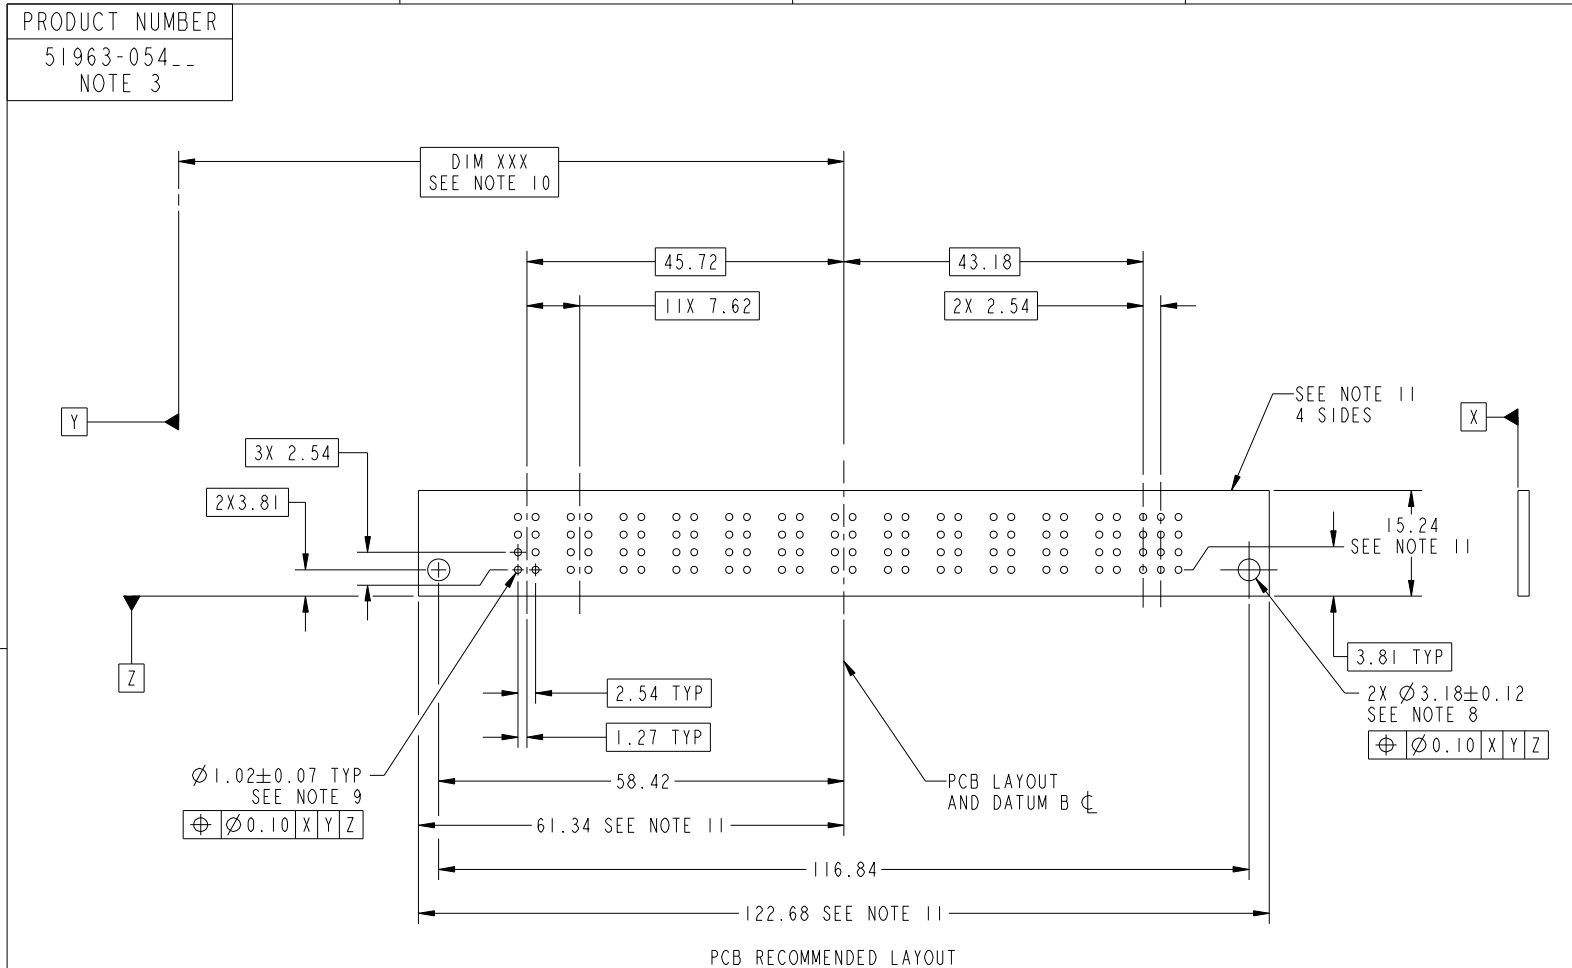 PRODUCT NUMBER
51963-054__
NOTE 3
DIM XXX
SEE NOTE 10
45.72
43.18
11X 7.62
2X 2.54
SEE NOTE 11
4 SIDES
Y
X
3X 2.54
2X3.81
15.24
SEE NOTE 11
Z
3.81 TYP
2.54 TYP
2X Ø3.18±0.12
SEE NOTE 8
1.27 TYP
⌖ Ø0.10 X Y Z
Ø1.02±0.07 TYP
SEE NOTE 9
58.42
PCB LAYOUT
AND DATUM B ℄
⌖ Ø0.10 X Y Z
61.34 SEE NOTE 11
116.84
122.68 SEE NOTE 11
PCB RECOMMENDED LAYOUT